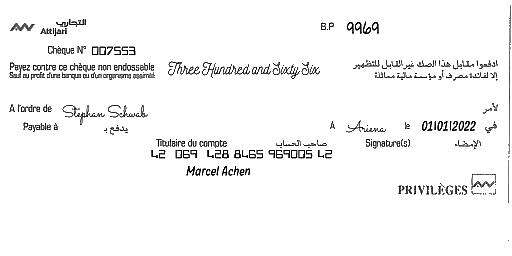 التجاري
Attijari
B.P 9969
Chèque N° 007553
Payez contre ce chèque non endossable Three Hundred and Sixty Six ادفعوا مقابل هذا الصك غير القابل للتظهير
Sauf au profit d'une banque ou d'un organisme assimilé إلا لفائدة مصرف أو مؤسسة مالية مماثلة
A l'ordre de Stephan Schwab لأمر
Payable à يدفع بـ A Ariena le 01/01/2022 في
Titulaire du compte صاحب الحساب Signature(s) الإمضاء
42 069 428 8465 969005 42
Marcel Achen
PRIVILÈGES